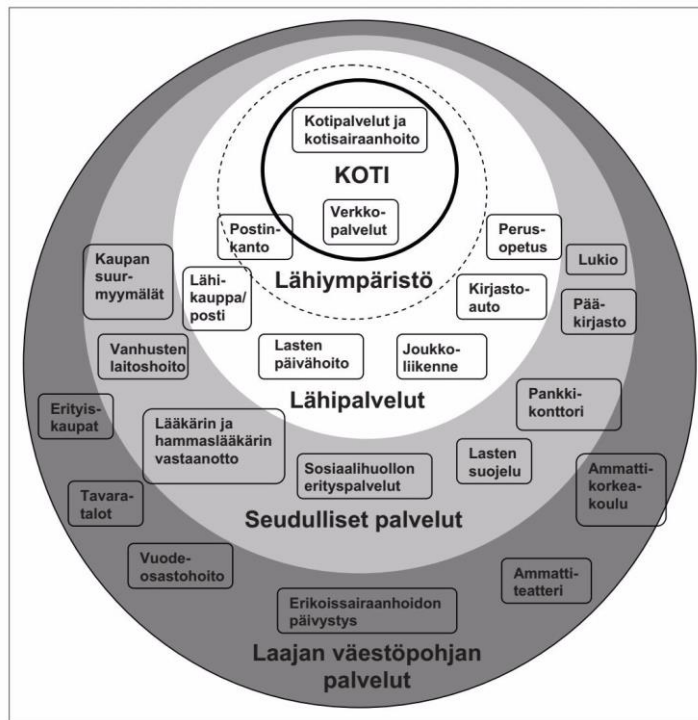 Kotipalvelut ja
kotisairaanhoito
KOTI
Verkko-
palvelut
Postin-
kanto
Lähiympäristö
Perus-
opetus
Lukio
Kaupan
suur-
myymälät
Lähi-
kauppa/
posti
Kirjasto-
auto
Pää-
kirjasto
Vanhusten
laitoshoito
Lasten
päivähoito
Joukko-
liikenne
Lähipalvelut
Erityis-
kaupat
Lääkärin ja
hammaslääkärin
vastaanotto
Pankki-
konttori
Sosiaalihuollon
erityspalvelut
Lasten
suojelu
Ammatti-
korkea-
koulu
Tavara-
talot
Seudulliset palvelut
Vuode-
osastohoito
Ammatti-
teatteri
Erikoissairaanhoidon
päivystys
Laajan väestöpohjan
palvelut